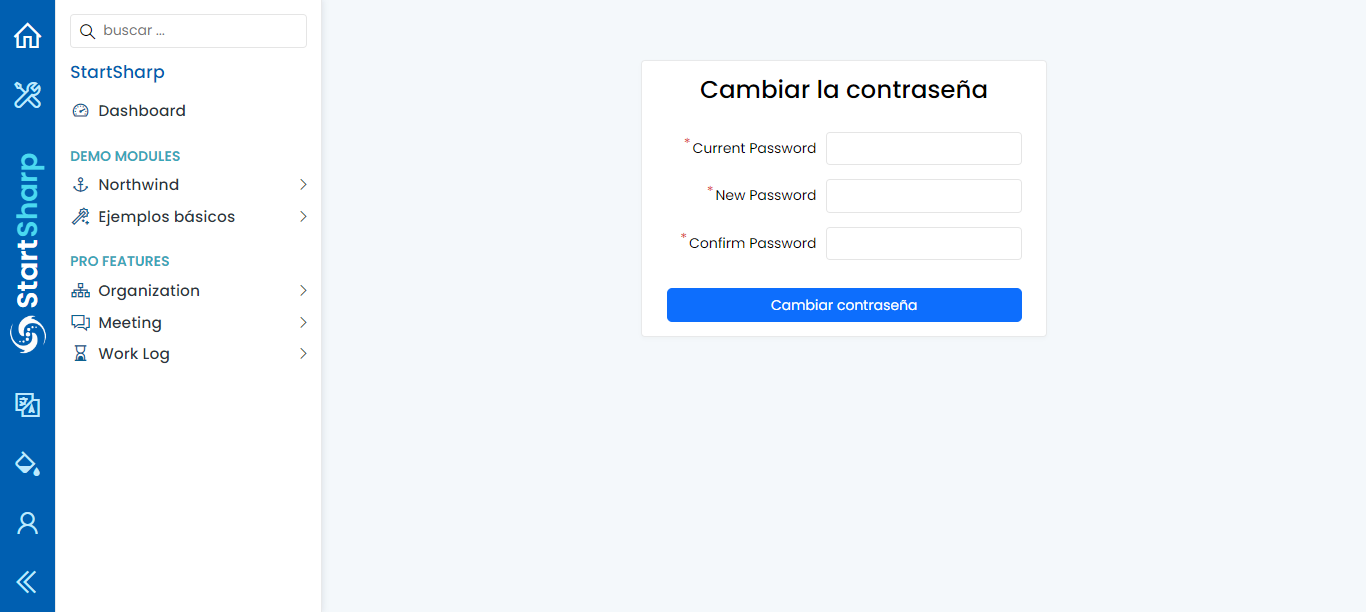 buscar ...
StartSharp
Dashboard
DEMO MODULES
Northwind
Ejemplos básicos
PRO FEATURES
Organization
Meeting
Work Log
StartSharp
Cambiar la contraseña
*Current Password
*New Password
*Confirm Password
Cambiar contraseña